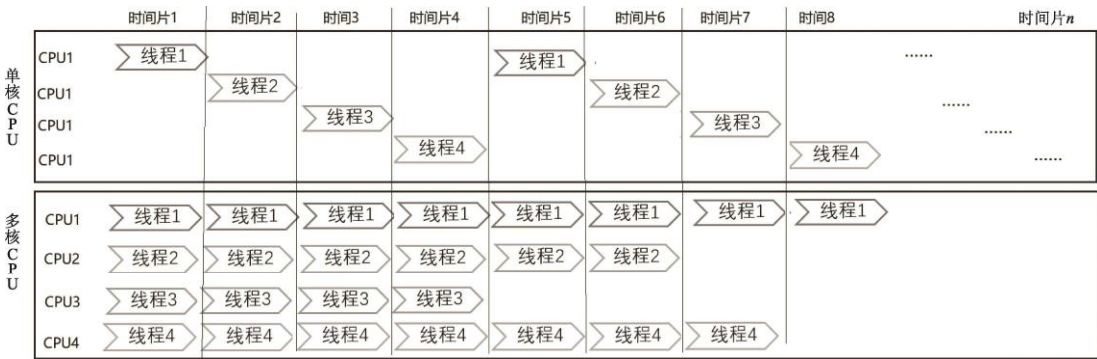 时间片1 时间片2 时间3 时间片4 时间片5 时间片6 时间片7 时间8 时间片n
单核CPU
CPU1 线程1 线程1 ......
CPU1 线程2 线程2 ......
CPU1 线程3 线程3 ......
CPU1 线程4 线程4 ......
多核CPU
CPU1 线程1 线程1 线程1 线程1 线程1 线程1 线程1 线程1
CPU2 线程2 线程2 线程2 线程2 线程2 线程2
CPU3 线程3 线程3 线程3 线程3
CPU4 线程4 线程4 线程4 线程4 线程4 线程4 线程4